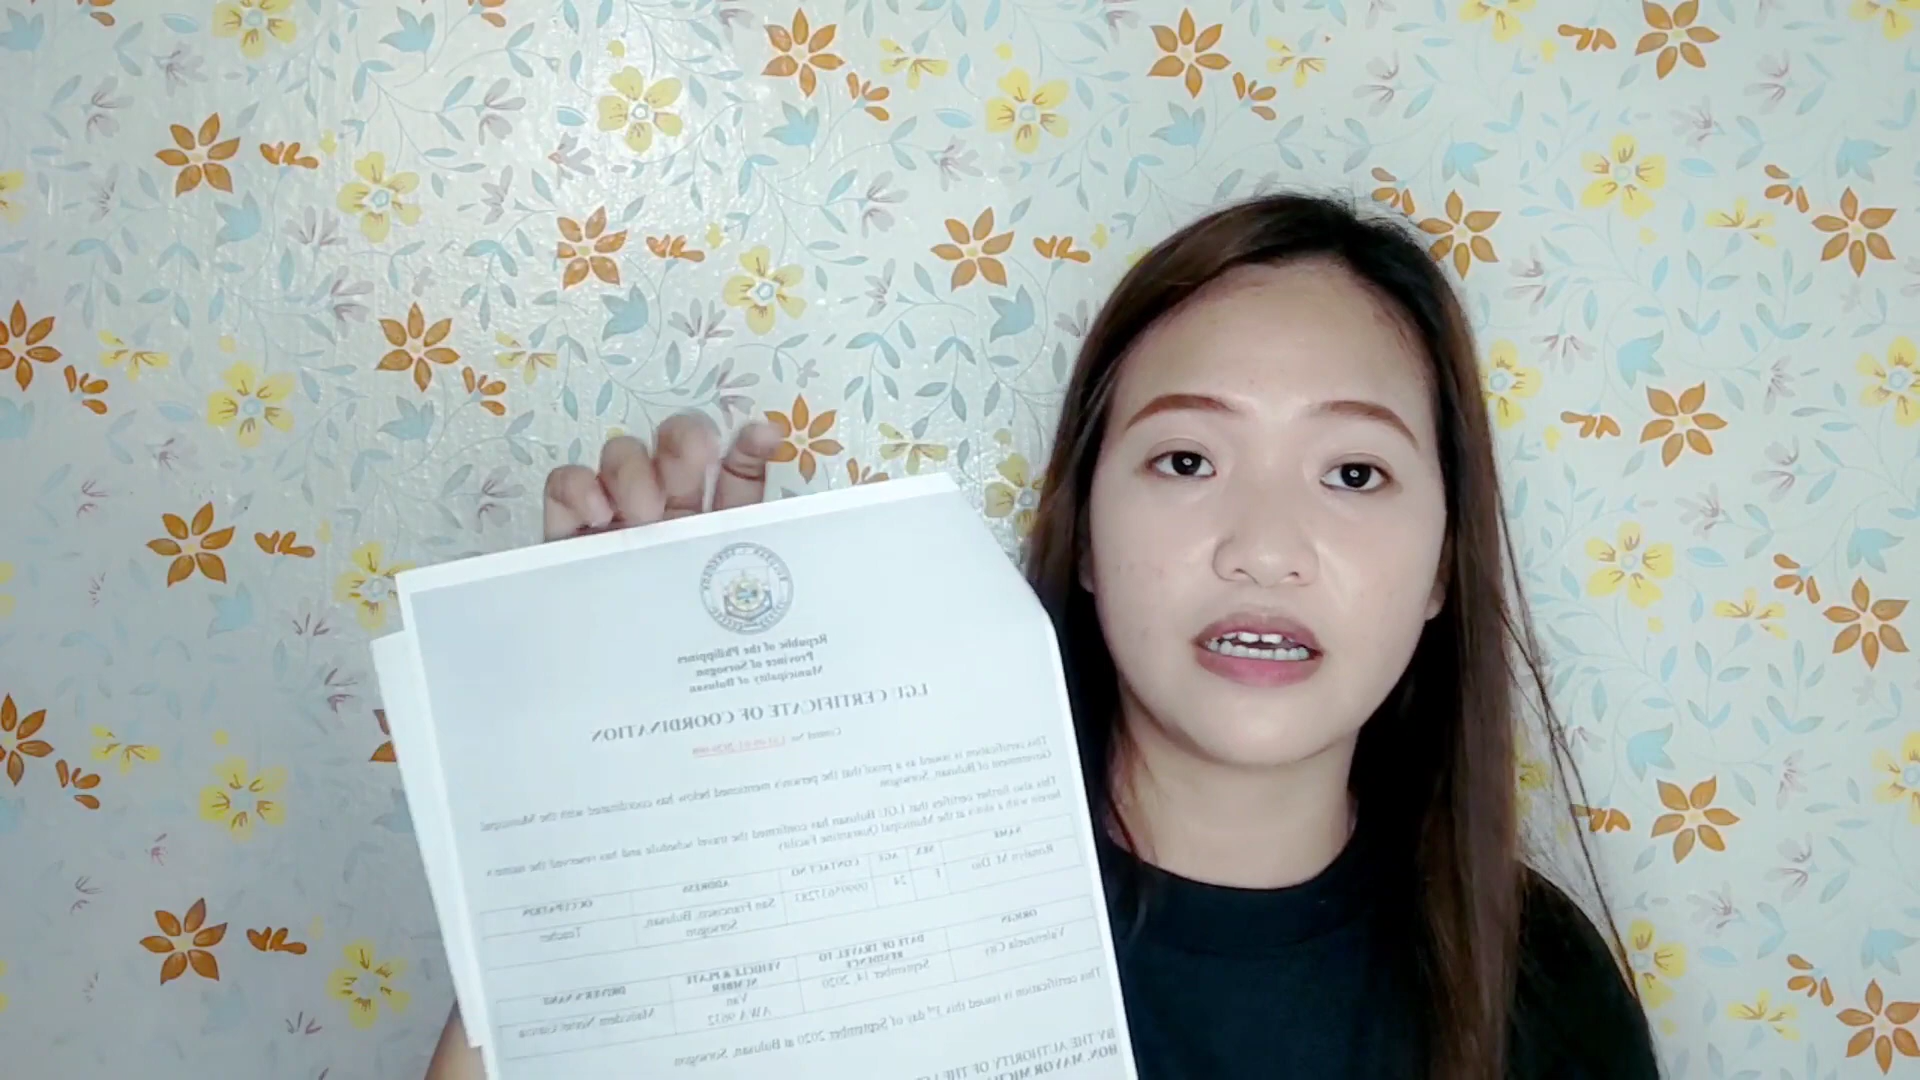 Republic of the Philippines
Province of Sorsogon
Municipality of Bulusan
LGU CERTIFICATE OF COORDINATION
Control No.
This certification is issued as a proof that the person/s mentioned below has coordinated with the Municipal
Government of Bulusan, Sorsogon.
This also further certifies that LGU Bulusan has confirmed the travel schedule and has reserved the name/s
herein with a slot/s at the Municipal Quarantine Facility
NAME SEX AGE CONTACT NO ADDRESS OCCUPATION
F 24 San Francisco, Bulusan, Sorsogon Teacher
ORIGIN DATE OF TRAVEL TO RESIDENCE VEHICLE & PLATE NUMBER DRIVER'S NAME
Valenzuela City September 14, 2020 Van AWA 9632
This certification is issued this 3rd day of September 2020 at Bulusan, Sorsogon
BY THE AUTHORITY OF THE
HON. MAYOR